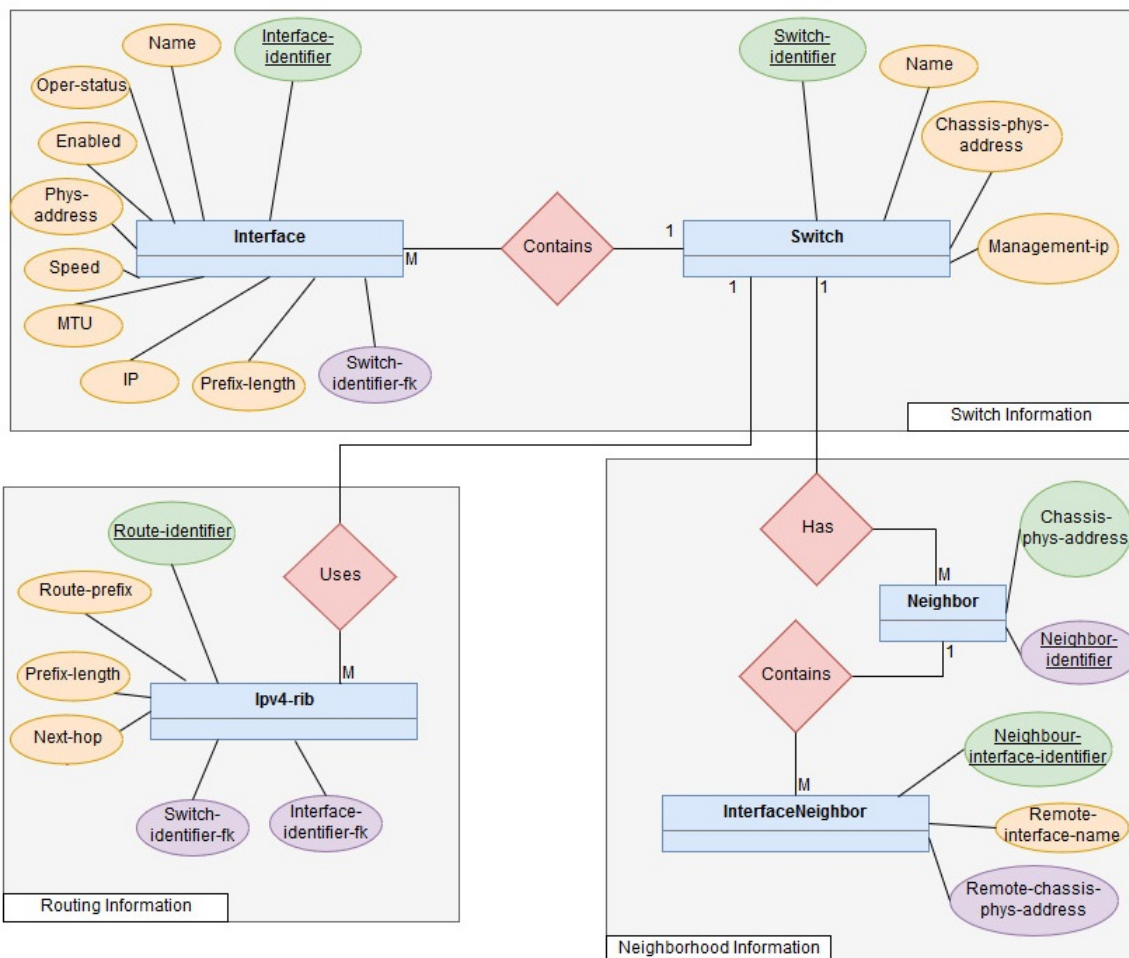 Name
Interface-
identifier
Oper-status
Enabled
Phys-
address
Speed
MTU
IP
Prefix-length
Switch-
identifier-fk
Interface
M
Contains
1
Switch-
identifier
Name
Chassis-phys-
address
Management-ip
Switch
1
1
Switch Information
Route-identifier
Route-prefix
Prefix-length
Next-hop
Uses
M
Ipv4-rib
Switch-
identifier-fk
Interface-
identifier-fk
Routing Information
Has
M
Chassis-
phys-address
Neighbor
Neighbor-
identifier
1
Contains
M
Neighbour-
interface-identifier
InterfaceNeighbor
Remote-
interface-name
Remote-chassis-
phys-address
Neighborhood Information